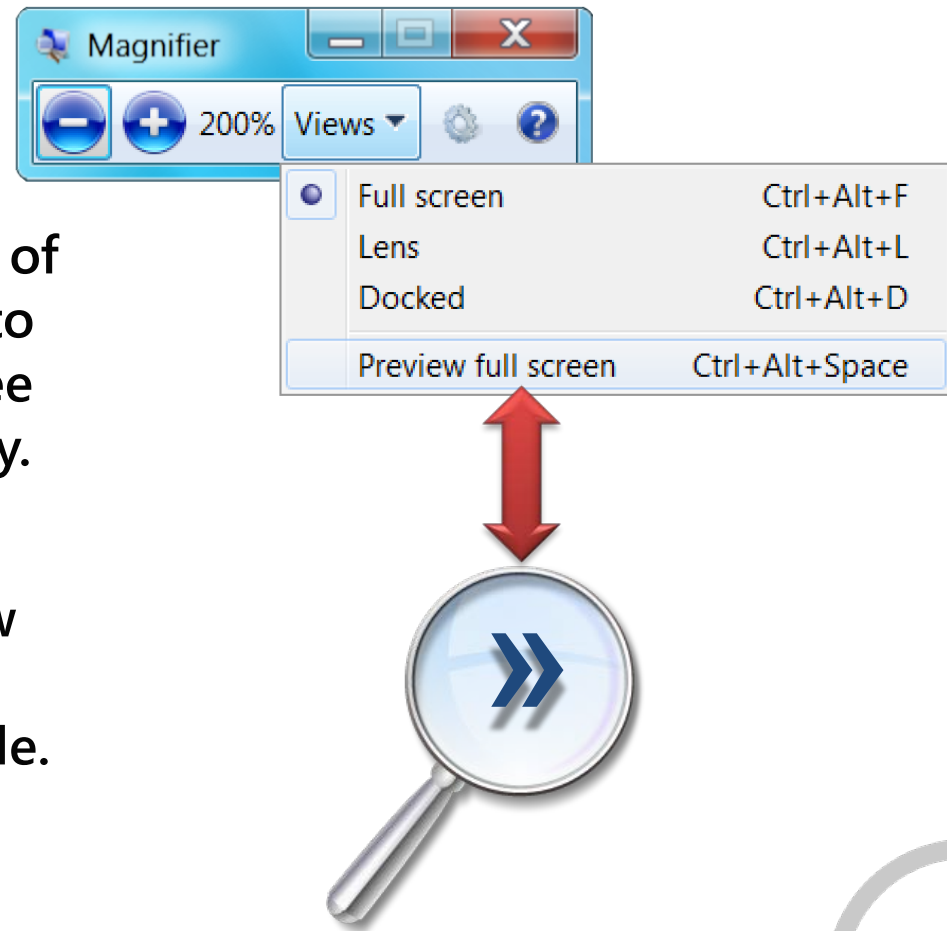 Magnifier
200% Views
Full screen Ctrl+Alt+F
Lens Ctrl+Alt+L
Docked Ctrl+Alt+D
Preview full screen Ctrl+Alt+Space
of
y.
»